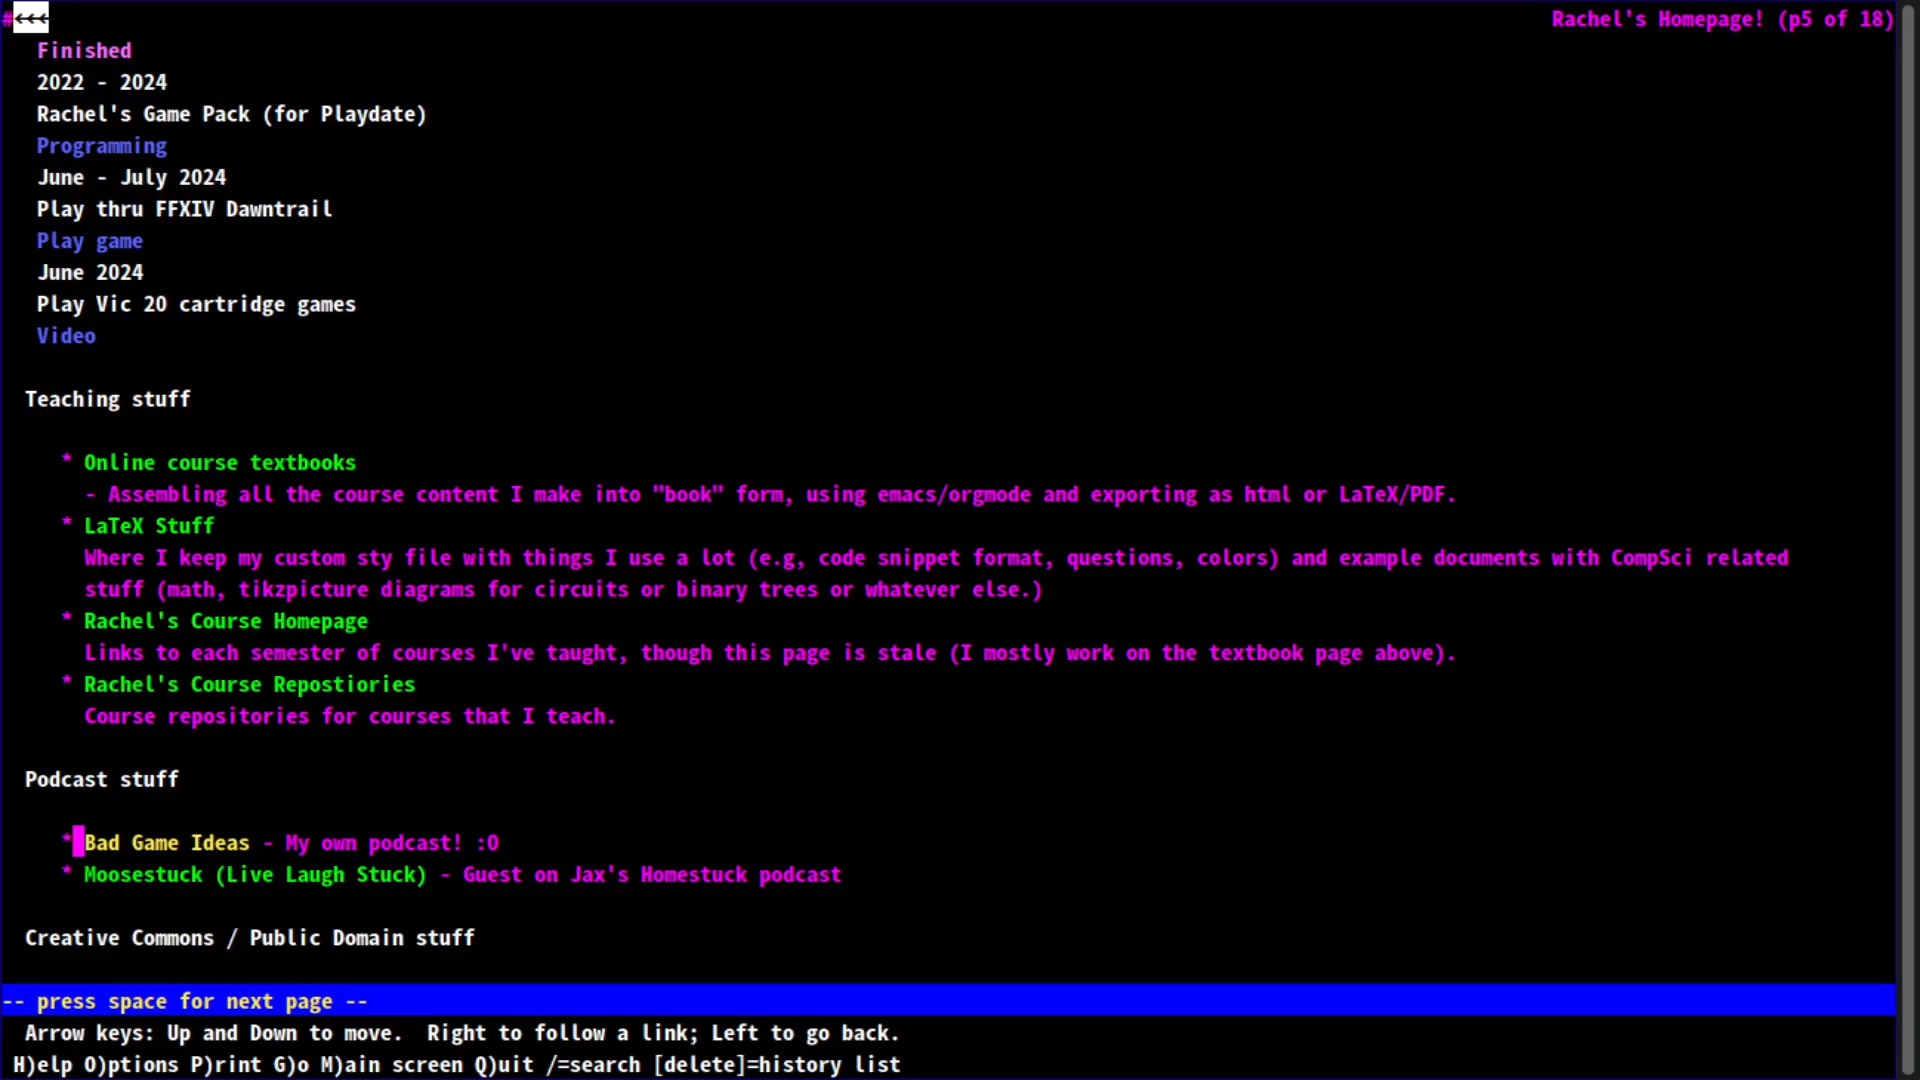 #<<< Rachel's Homepage! (p5 of 18)
Finished
2022 - 2024
Rachel's Game Pack (for Playdate)
Programming
June - July 2024
Play thru FFXIV Dawntrail
Play game
June 2024
Play Vic 20 cartridge games
Video
Teaching stuff
* Online course textbooks
- Assembling all the course content I make into "book" form, using emacs/orgmode and exporting as html or LaTeX/PDF.
* LaTeX Stuff
Where I keep my custom sty file with things I use a lot (e.g, code snippet format, questions, colors) and example documents with CompSci related
stuff (math, tikzpicture diagrams for circuits or binary trees or whatever else.)
* Rachel's Course Homepage
Links to each semester of courses I've taught, though this page is stale (I mostly work on the textbook page above).
* Rachel's Course Repostiories
Course repositories for courses that I teach.
Podcast stuff
* Bad Game Ideas - My own podcast! :O
* Moosestuck (Live Laugh Stuck) - Guest on Jax's Homestuck podcast
Creative Commons / Public Domain stuff
-- press space for next page --
Arrow keys: Up and Down to move.  Right to follow a link; Left to go back.
H)elp O)ptions P)rint G)o M)ain screen Q)uit /=search [delete]=history list